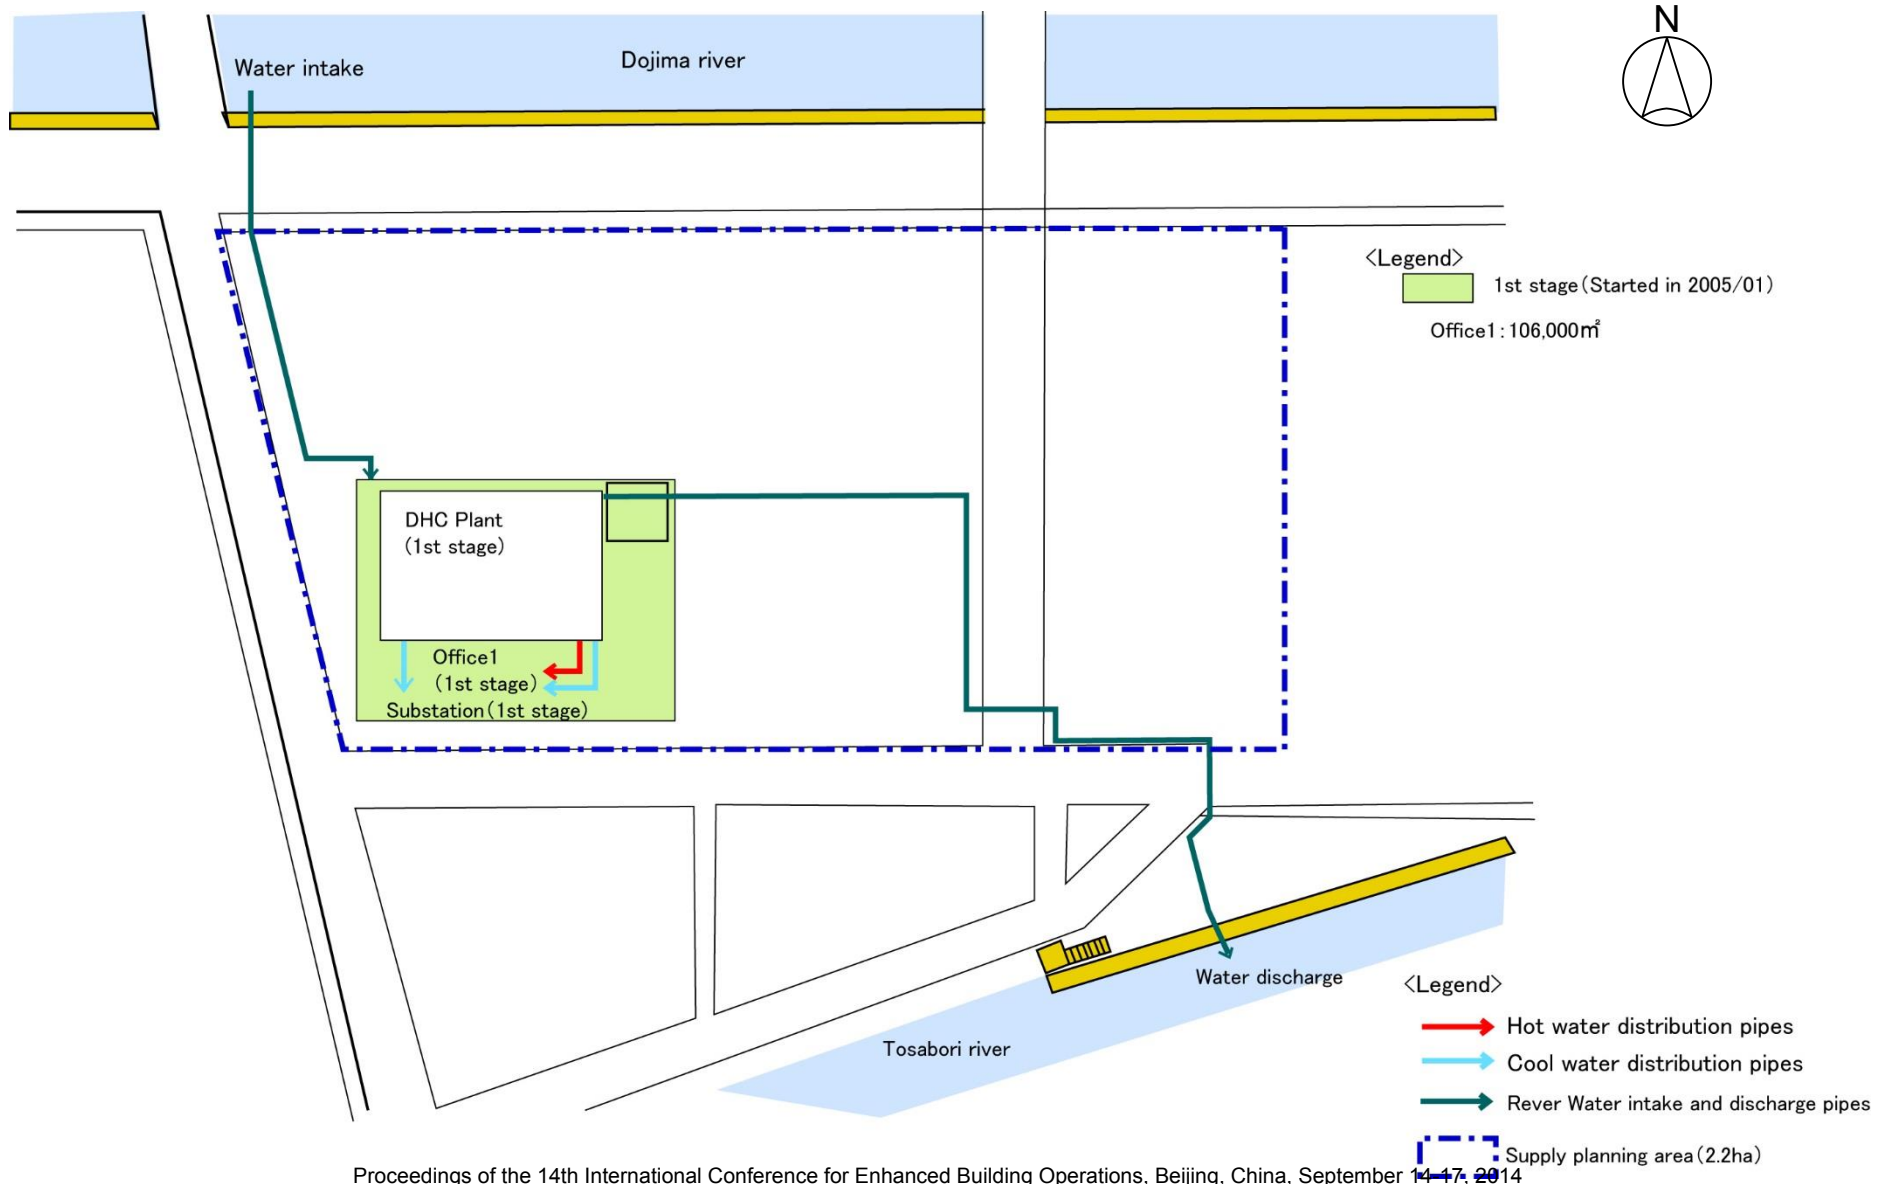 N
Water intake
Dojima river
<Legend>
1st stage(Started in 2005/01)
Office1:106,000㎡
DHC Plant
(1st stage)
Office1
(1st stage)
Substation(1st stage)
Water discharge
Tosabori river
<Legend>
Hot water distribution pipes
Cool water distribution pipes
Rever Water intake and discharge pipes
Supply planning area(2.2ha)
Proceedings of the 14th International Conference for Enhanced Building Operations, Beijing, China, September 14-17, 2014